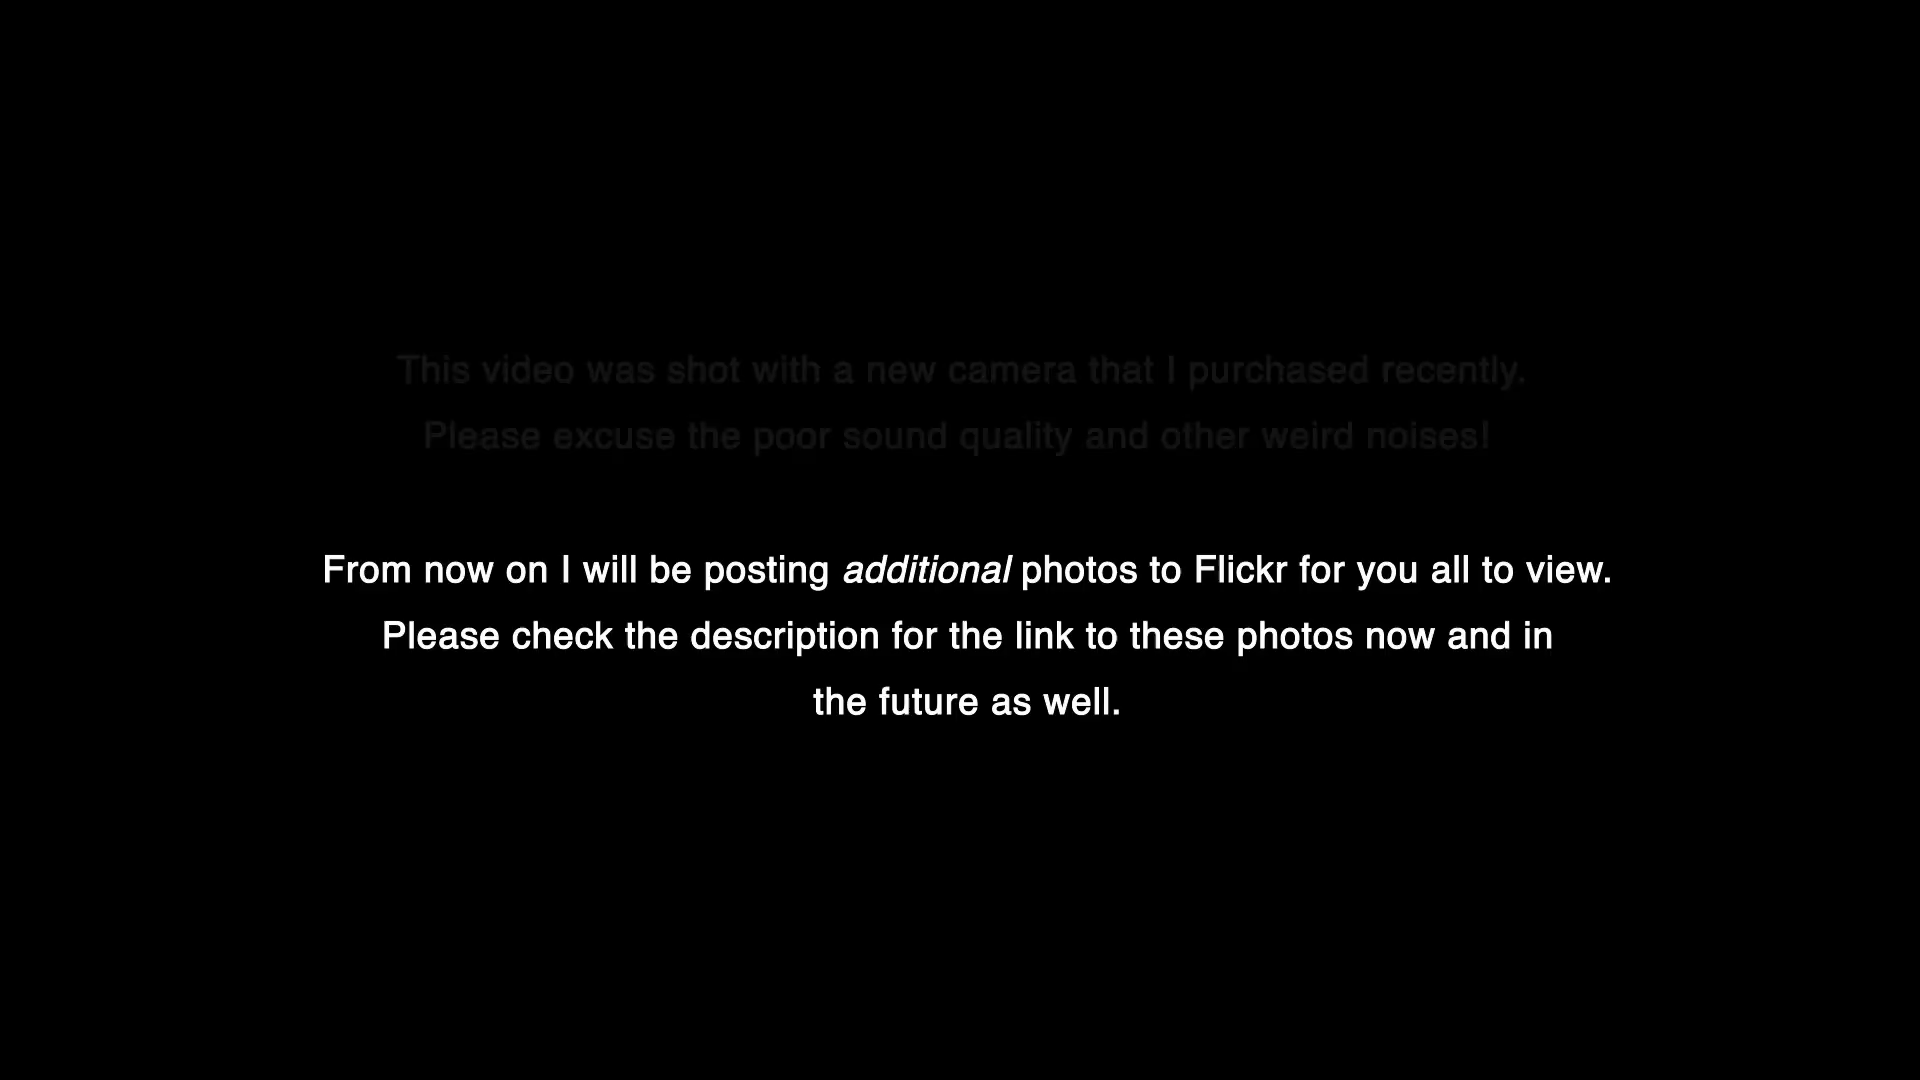 This video was shot with a new camera that I purchased recently.
Please excuse the poor sound quality and other weird noises!
From now on I will be posting additional photos to Flickr for you all to view.
Please check the description for the link to these photos now and in
the future as well.